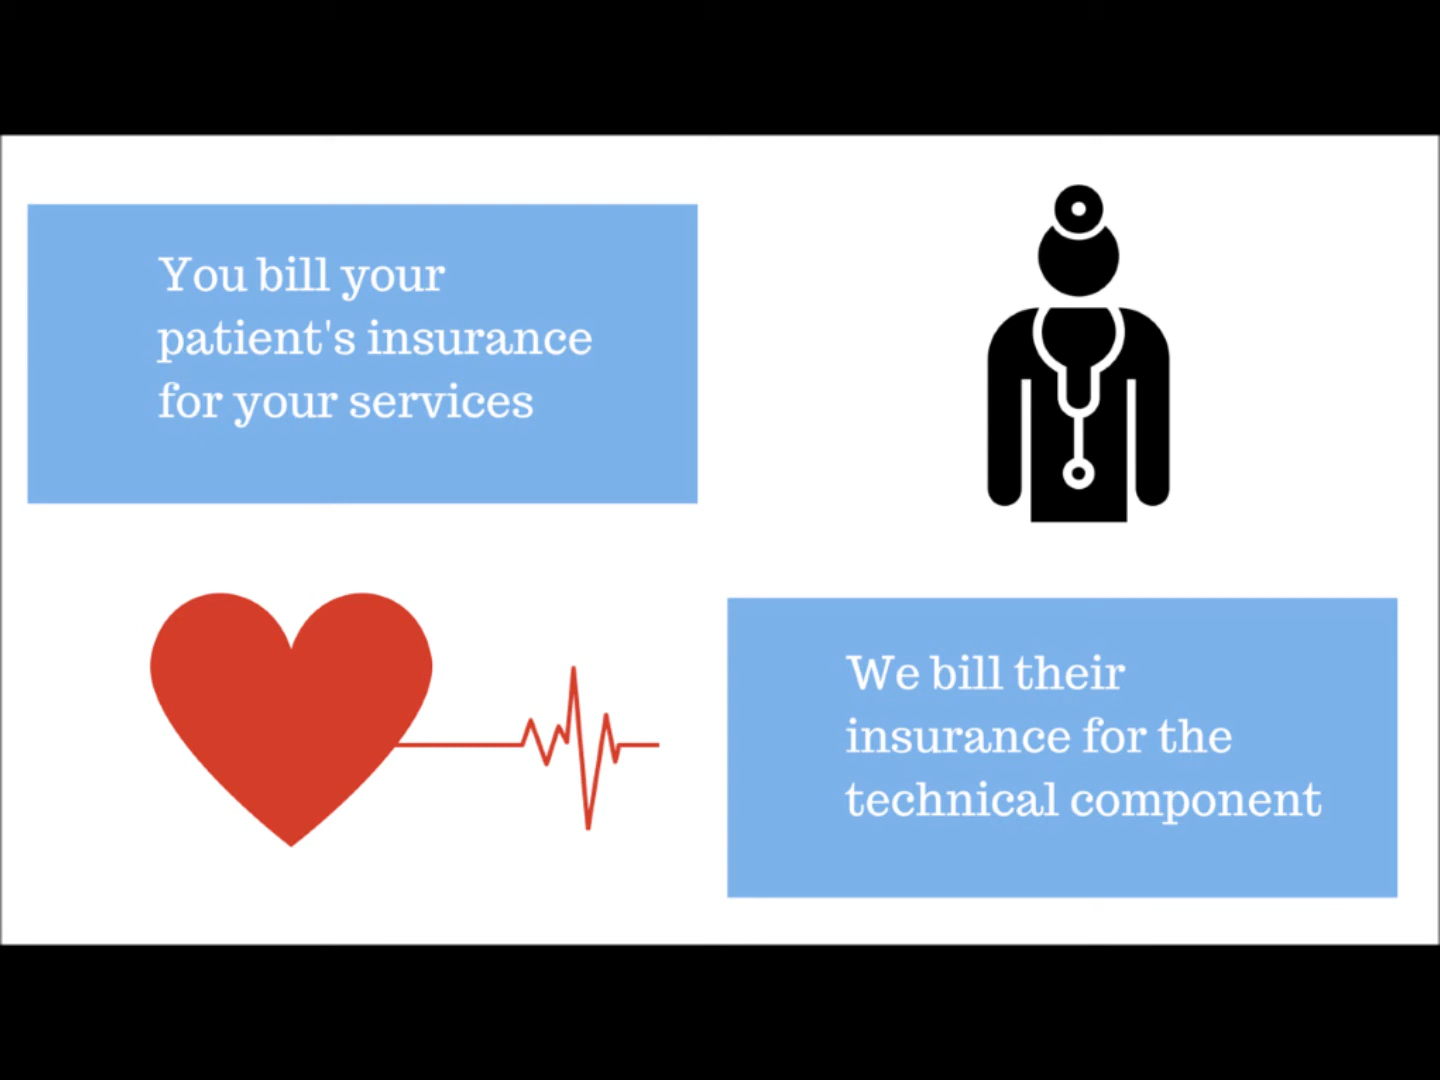 You bill your
patient's insurance
for your services
We bill their
insurance for the
technical component